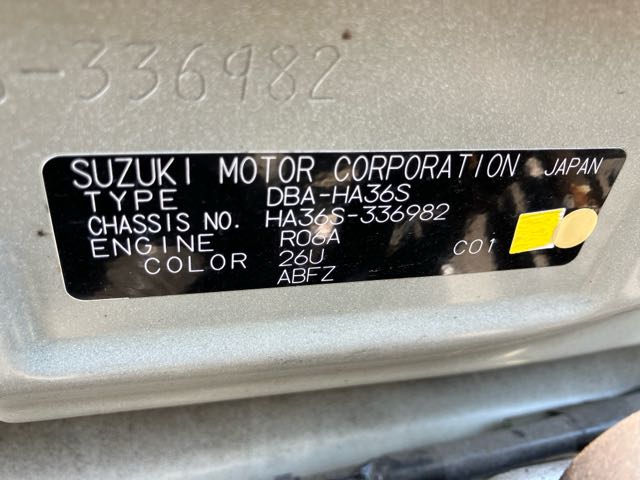 -336982
SUZUKI MOTOR CORPORATION JAPAN
TYPE DBA-HA36S
CHASSIS NO. HA36S-336982
ENGINE R06A
COLOR 26U C01
ABFZ